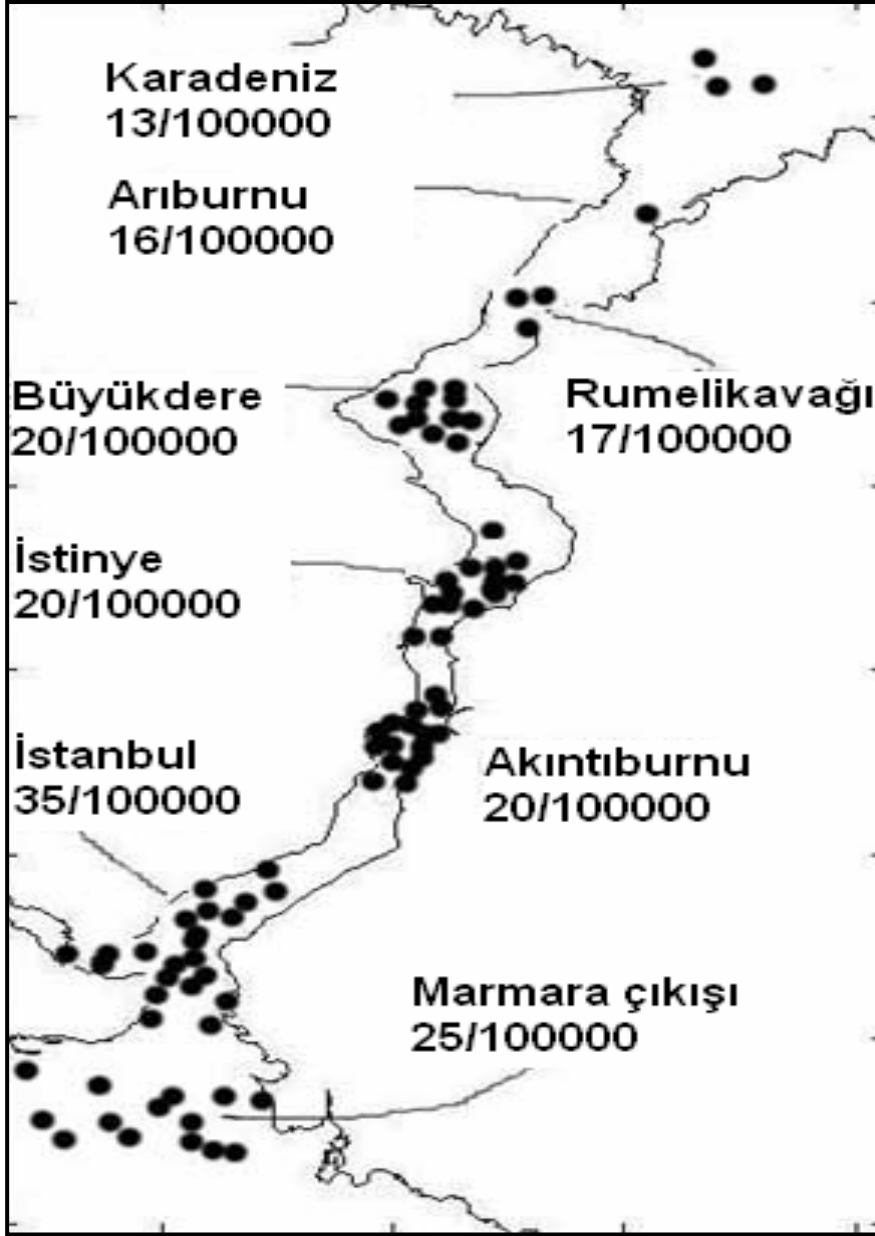 Karadeniz
13/100000
Arıburnu
16/100000
Büyükdere
20/100000
Rumelikavağı
17/100000
İstinye
20/100000
İstanbul
35/100000
Akıntıburnu
20/100000
Marmara çıkışı
25/100000